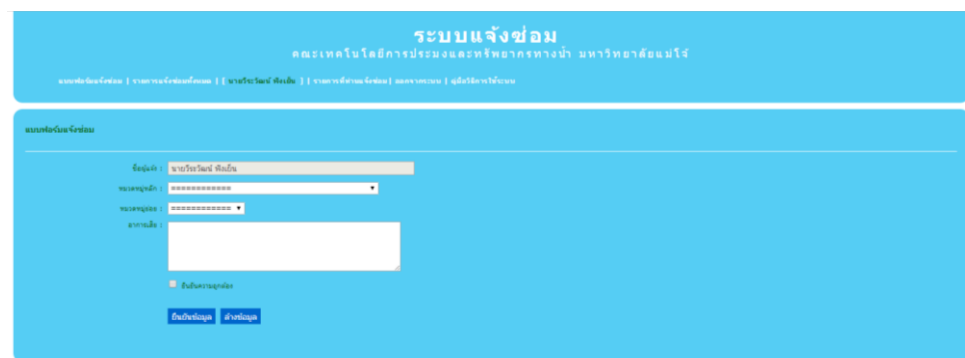 ระบบแจ้งซ่อม
คณะเทคโนโลยีการประมงและทรัพยากรทางน้ำ มหาวิทยาลัยแม่โจ้
แบบฟอร์มแจ้งซ่อม | รายการแจ้งซ่อมทั้งหมด | | นายวีระวัฒน์ ฟังเย็น | | รายการที่ท่านแจ้งซ่อม | ออกจากระบบ | คู่มือวิธีการใช้ระบบ
แบบฟอร์มแจ้งซ่อม
ชื่อผู้แจ้ง : นายวีระวัฒน์ ฟังเย็น
หมวดหมู่หลัก : ============
หมวดหมู่ย่อย : ============
อาการเสีย :
ยืนยันความถูกต้อง
ยืนยันข้อมูล ล้างข้อมูล